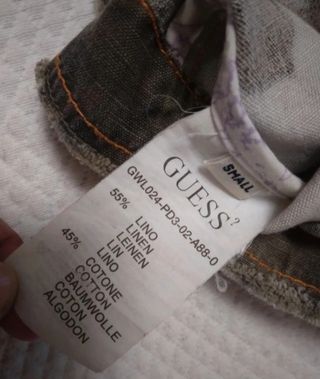 GUESS?
SMALL
GWL024-PD3-02-A88-0
55% LINO
LINEN
LEINEN
LIN
LINO
45% COTONE
COTTON
BAUMWOLLE
COTON
ALGODON